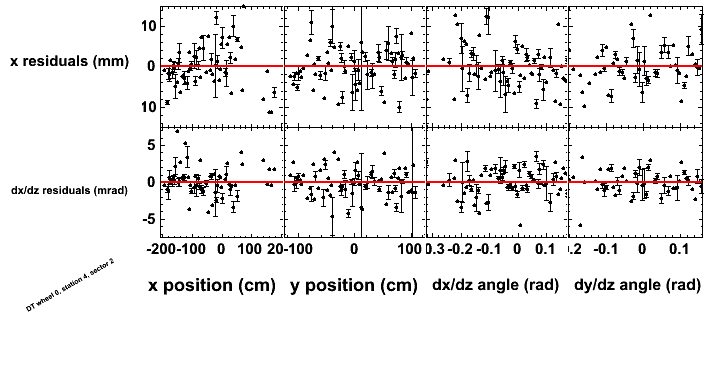 10
x residuals (mm)
0
10
5
dx/dz residuals (mrad)
0
-5
-200 -100 0 100 20 -100 0 100 0.3 -0.2 -0.1 0 0.1 0.2 -0.1 0 0.1
x position (cm) y position (cm) dx/dz angle (rad) dy/dz angle (rad)
DT wheel 0, station 4, sector 2